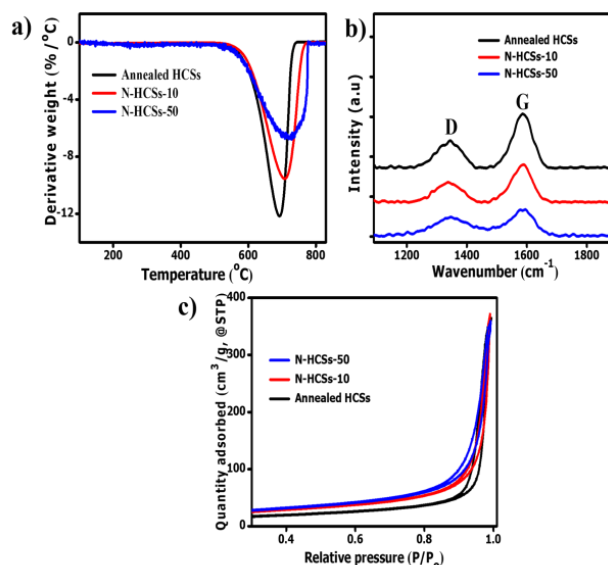 a)
Derivative weight (%/°C)
0
-4
-8
-12
Annealed HCSs
N-HCSs-10
N-HCSs-50
200
400
600
800
Temperature (°C)
b)
Intensity (a.u)
Annealed HCSs
N-HCSs-10
N-HCSs-50
D
G
1200
1400
1600
1800
Wavenumber (cm⁻¹)
c)
Quantity adsorbed (cm³/g, @STP)
400
300
200
100
0
N-HCSs-50
N-HCSs-10
Annealed HCSs
0.4
0.6
0.8
1.0
Relative pressure (P/P₀)